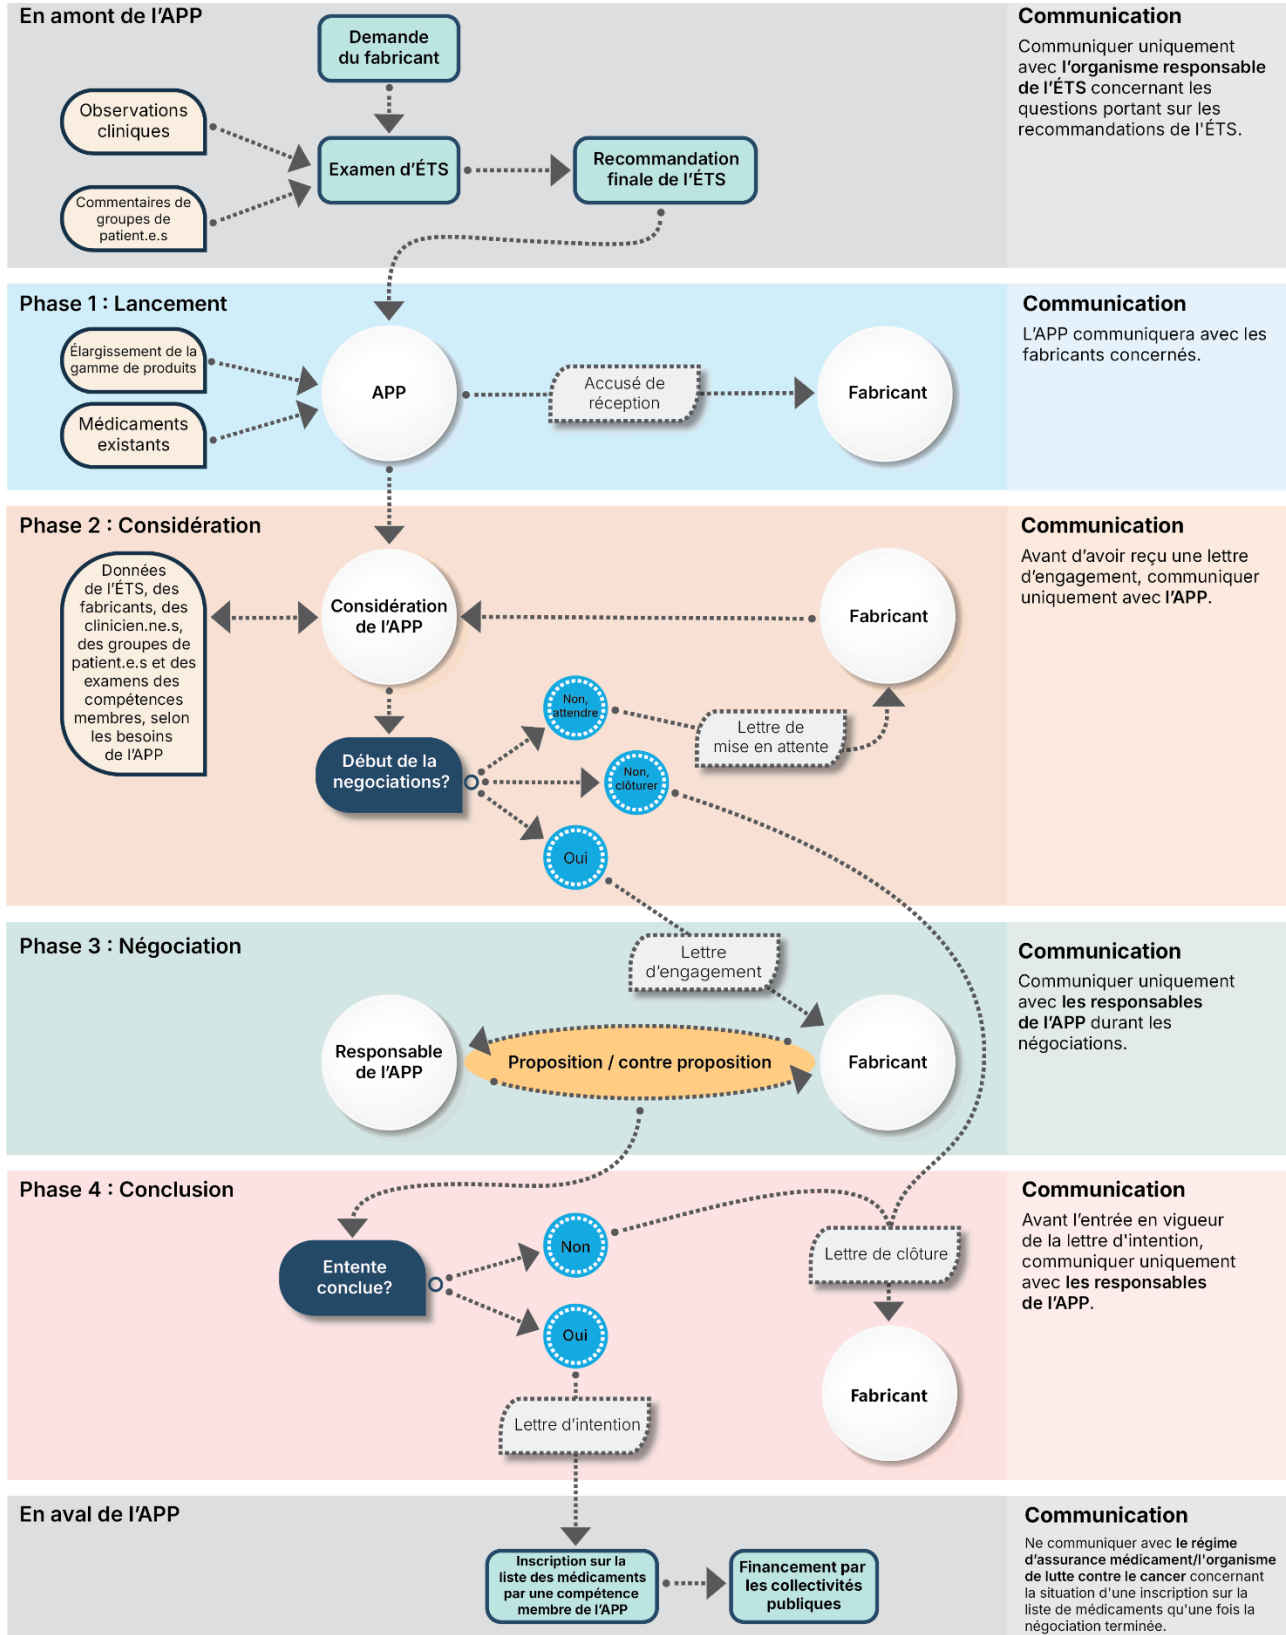 En amont de l'APP
Demande
du fabricant
Observations
cliniques
Commentaires de
groupes de
patient.e.s
Examen d'ÉTS
Recommandation
finale de l'ÉTS
Communication
Communiquer uniquement
avec l'organisme responsable
de l'ÉTS concernant les
questions portant sur les
recommandations de l'ÉTS.
Phase 1 : Lancement
Élargissement de la
gamme de produits
Médicaments
existants
APP
Accusé de
réception
Fabricant
Communication
L'APP communiquera avec les
fabricants concernés.
Phase 2 : Considération
Données
de l'ÉTS, des
fabricants, des
clinicien.ne.s,
des groupes de
patient.e.s et des
examens des
compétences
membres, selon
les besoins
de l'APP
Considération
de l'APP
Fabricant
Non,
attendre
Lettre de
mise en attente
Début de la
negociations?
Non,
clôturer
Oui
Communication
Avant d'avoir reçu une lettre
d'engagement, communiquer
uniquement avec l'APP.
Phase 3 : Négociation
Lettre
d'engagement
Responsable
de l'APP
Proposition / contre proposition
Fabricant
Communication
Communiquer uniquement
avec les responsables
de l'APP durant les
négociations.
Phase 4 : Conclusion
Entente
conclue?
Non
Oui
Lettre de clôture
Fabricant
Lettre d'intention
Communication
Avant l'entrée en vigueur
de la lettre d'intention,
communiquer uniquement
avec les responsables
de l'APP.
En aval de l'APP
Inscription sur la
liste des médicaments
par une compétence
membre de l'APP
Financement par
les collectivités
publiques
Communication
Ne communiquer avec le régime
d'assurance médicament/l'organisme
de lutte contre le cancer concernant
la situation d'une inscription sur la
liste de médicaments qu'une fois la
négociation terminée.